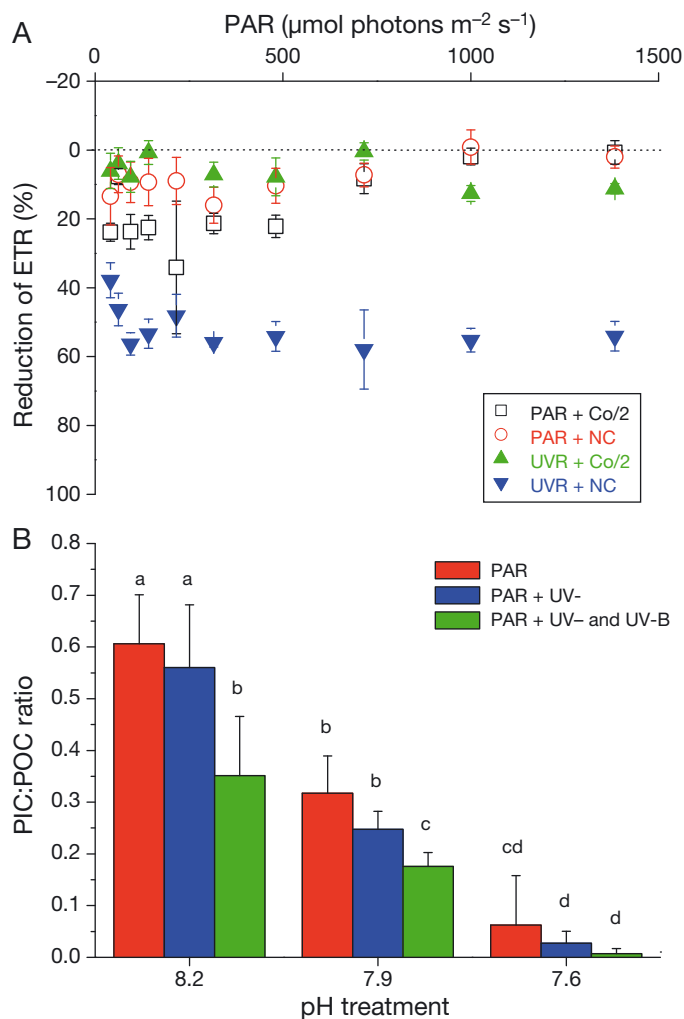 A
PAR (µmol photons m⁻² s⁻¹)
0 500 1000 1500
Reduction of ETR (%)
–20
0
20
40
60
80
100
PAR + Co/2
PAR + NC
UVR + Co/2
UVR + NC
B
PIC:POC ratio
0.8
0.7
0.6
0.5
0.4
0.3
0.2
0.1
0.0
PAR
PAR + UV-
PAR + UV– and UV-B
a a b
b b c
cd d d
8.2 7.9 7.6
pH treatment